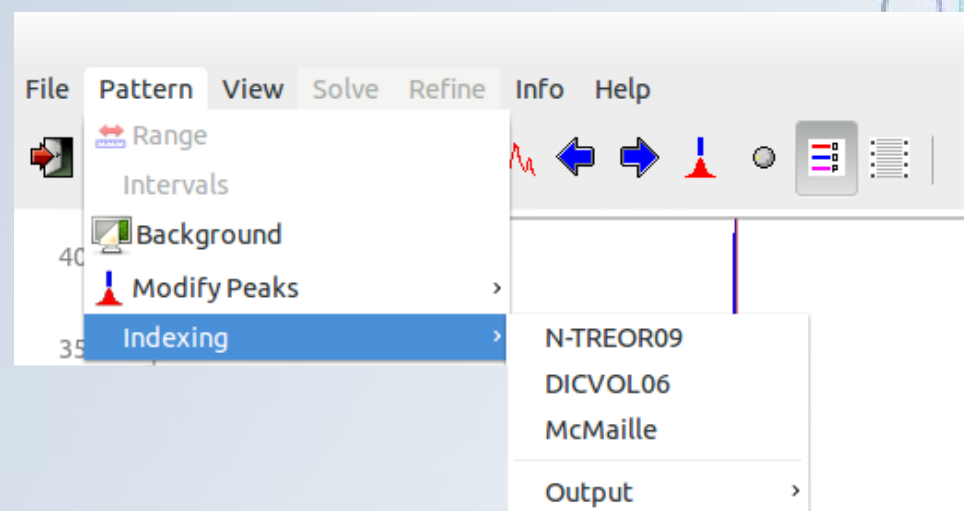 File Pattern View Solve Refine Info Help
Range
Intervals
Background
40
Modify Peaks ›
Indexing ›
35
N-TREOR09
DICVOL06
McMaille
Output ›